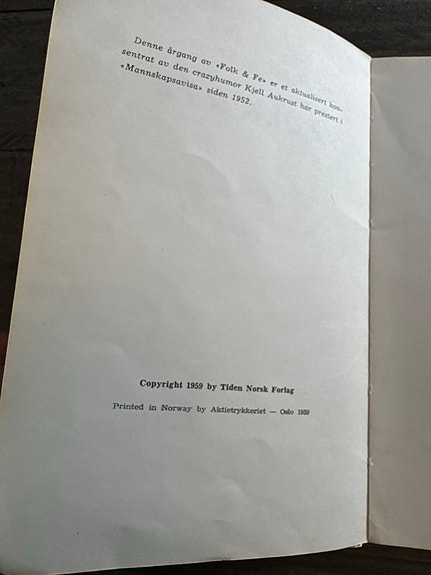 Denne årgang av «Folk & Fe» er et aktualisert kon-
sentrat av den crazyhumor Kjell Aukrust har prestert i
«Mannskapsavisa» siden 1952.
Copyright 1959 by Tiden Norsk Forlag
Printed in Norway by Aktietrykkeriet — Oslo 1959